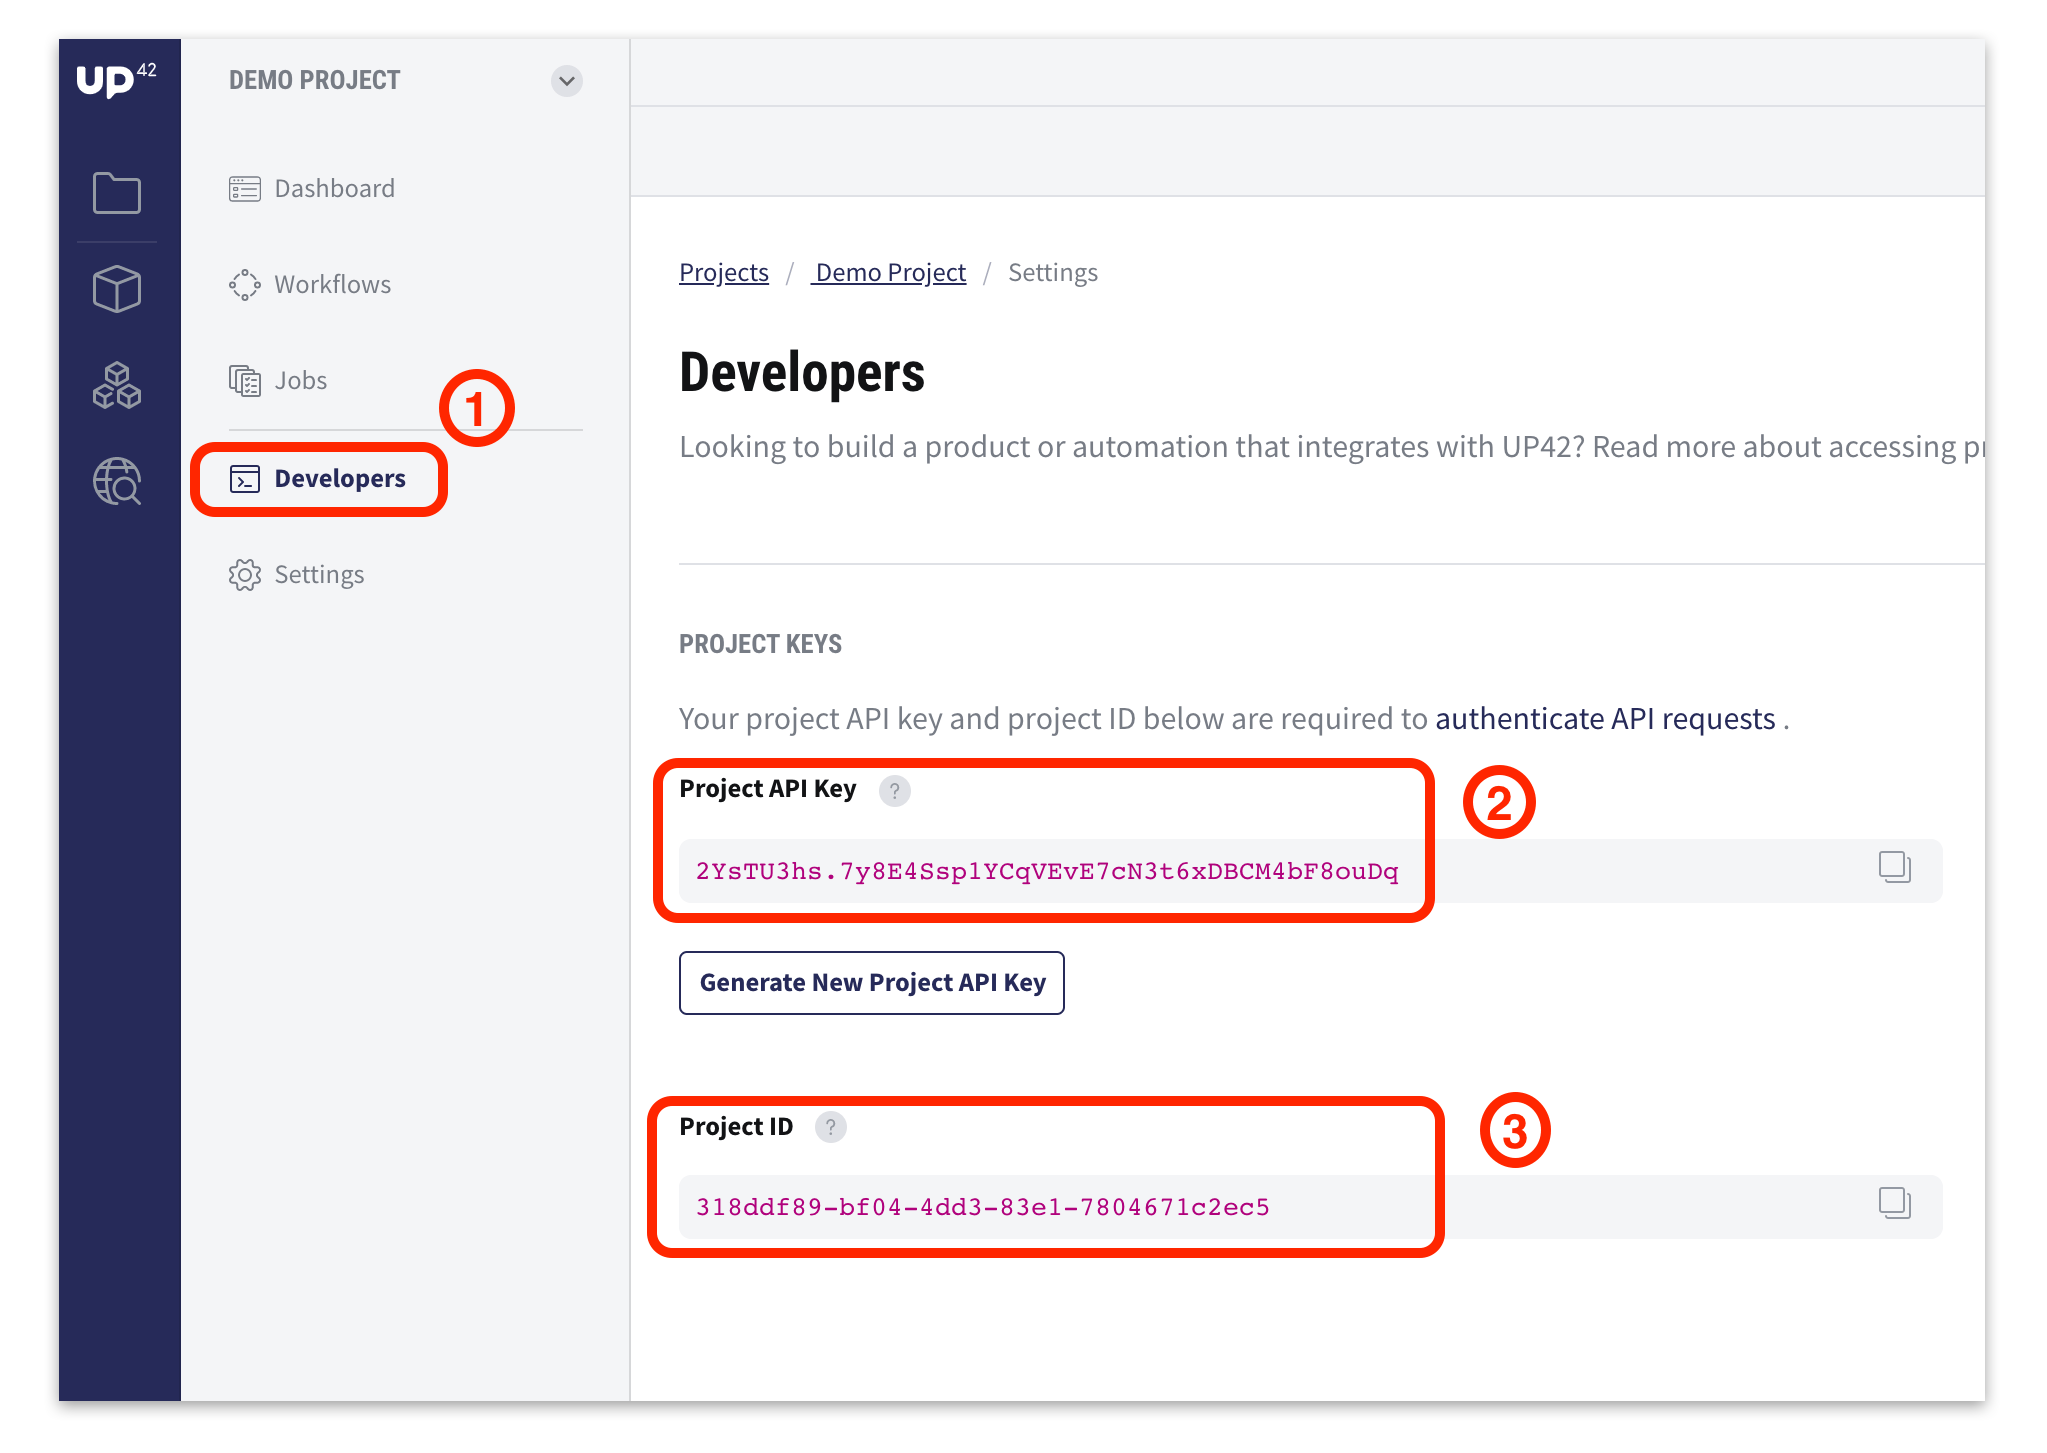 UP42
DEMO PROJECT
Dashboard
Workflows
Jobs
1
Developers
Settings
Projects / Demo Project / Settings
Developers
Looking to build a product or automation that integrates with UP42? Read more about accessing pr
PROJECT KEYS
Your project API key and project ID below are required to authenticate API requests .
Project API Key ?
2
2YsTU3hs.7y8E4Ssp1YCqVEvE7cN3t6xDBCM4bF8ouDq
Generate New Project API Key
Project ID ?
3
318ddf89-bf04-4dd3-83e1-7804671c2ec5